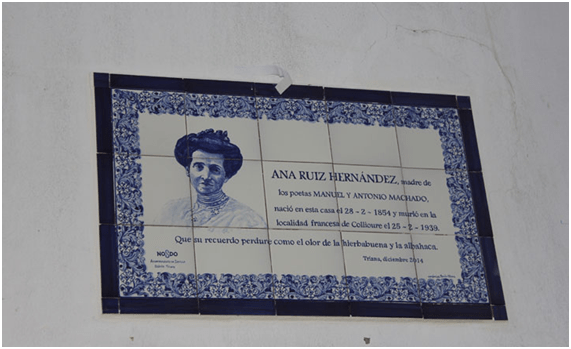 ANA RUIZ HERNÁNDEZ, madre de
los poetas MANUEL Y ANTONIO MACHADO,
nació en esta casa el 28 - 2 - 1854 y murió en la
localidad francesa de Collioure el 25 - 2 - 1939.
Que su recuerdo perdure como el olor de la hierbabuena y la albahaca.
Triana, diciembre 2014
NO8DO